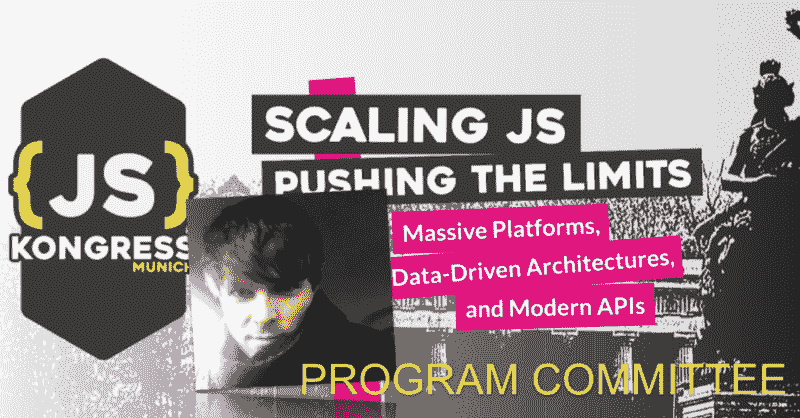 {JS}
KONGRESS
MUNICH
SCALING JS
PUSHING THE LIMITS
Massive Platforms,
Data-Driven Architectures,
and Modern APIs
PROGRAM COMMITTEE